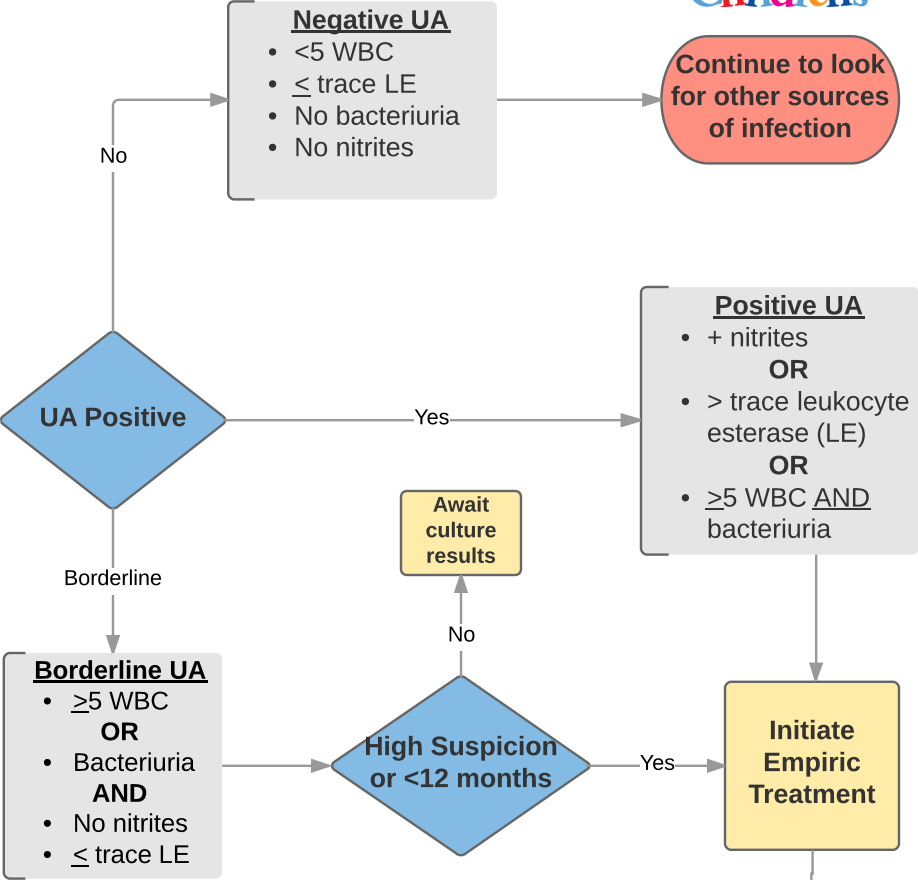 Negative UA
• <5 WBC
• < trace LE
• No bacteriuria
• No nitrites
Continue to look
for other sources
of infection
No
UA Positive
Yes
Positive UA
• + nitrites
OR
• > trace leukocyte
esterase (LE)
OR
• >5 WBC AND
bacteriuria
Await
culture
results
Borderline
No
Borderline UA
• >5 WBC
OR
• Bacteriuria
AND
• No nitrites
• < trace LE
High Suspicion
or <12 months
Yes
Initiate
Empiric
Treatment